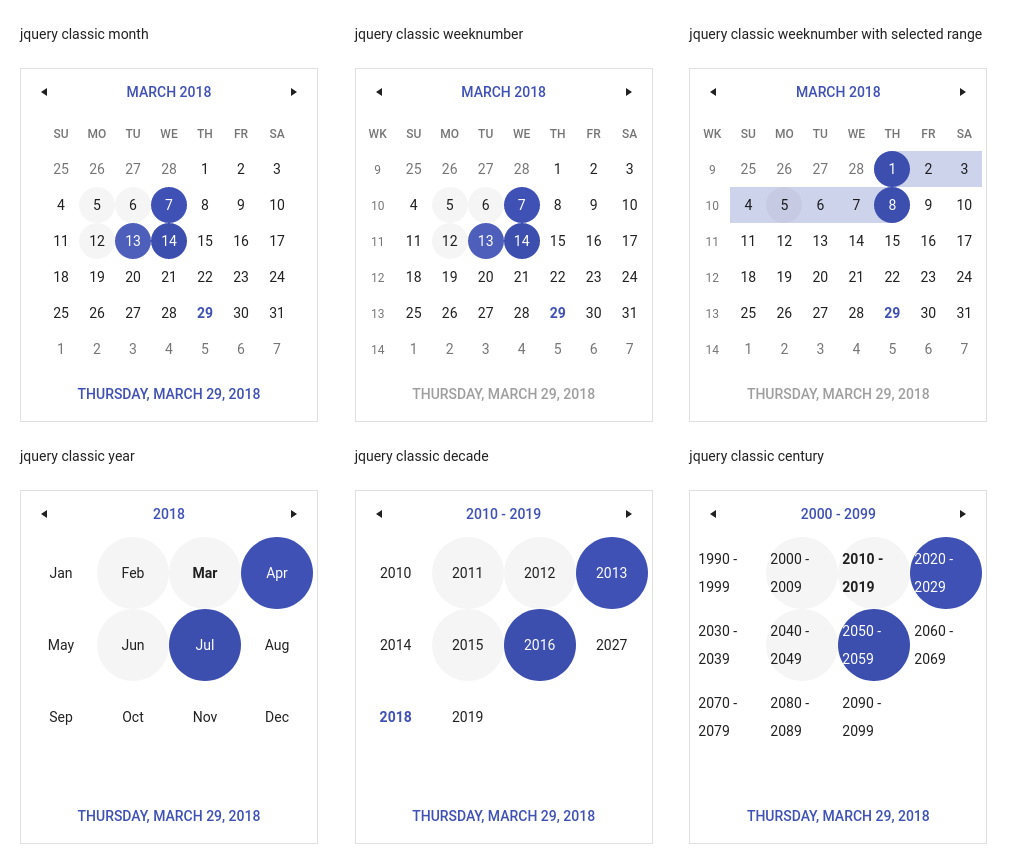 jquery classic month
MARCH 2018
SU MO TU WE TH FR SA
25 26 27 28 1 2 3
4 5 6 7 8 9 10
11 12 13 14 15 16 17
18 19 20 21 22 23 24
25 26 27 28 29 30 31
1 2 3 4 5 6 7
THURSDAY, MARCH 29, 2018
jquery classic weeknumber
MARCH 2018
WK SU MO TU WE TH FR SA
9 25 26 27 28 1 2 3
10 4 5 6 7 8 9 10
11 11 12 13 14 15 16 17
12 18 19 20 21 22 23 24
13 25 26 27 28 29 30 31
14 1 2 3 4 5 6 7
THURSDAY, MARCH 29, 2018
jquery classic weeknumber with selected range
MARCH 2018
WK SU MO TU WE TH FR SA
9 25 26 27 28 1 2 3
10 4 5 6 7 8 9 10
11 11 12 13 14 15 16 17
12 18 19 20 21 22 23 24
13 25 26 27 28 29 30 31
14 1 2 3 4 5 6 7
THURSDAY, MARCH 29, 2018
jquery classic year
2018
Jan Feb Mar Apr
May Jun Jul Aug
Sep Oct Nov Dec
THURSDAY, MARCH 29, 2018
jquery classic decade
2010 - 2019
2010 2011 2012 2013
2014 2015 2016 2027
2018 2019
THURSDAY, MARCH 29, 2018
jquery classic century
2000 - 2099
1990 - 2000 - 2010 - 2020 -
1999 2009 2019 2029
2030 - 2040 - 2050 - 2060 -
2039 2049 2059 2069
2070 - 2080 - 2090 -
2079 2089 2099
THURSDAY, MARCH 29, 2018